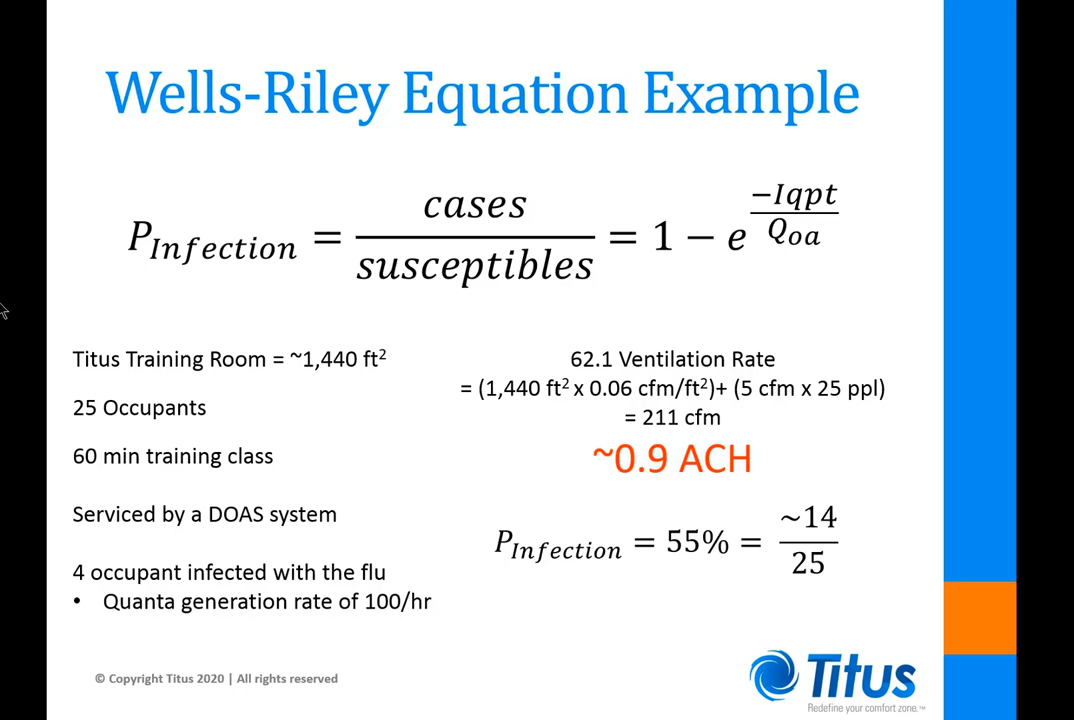 Wells-Riley Equation Example
P_Infection = cases / susceptibles = 1 − e^(−Iqpt / Q_oa)
Titus Training Room = ~1,440 ft²
25 Occupants
60 min training class
Serviced by a DOAS system
4 occupant infected with the flu
• Quanta generation rate of 100/hr
62.1 Ventilation Rate
= (1,440 ft² x 0.06 cfm/ft²)+ (5 cfm x 25 ppl)
= 211 cfm
~0.9 ACH
P_Infection = 55% = ~14 / 25
© Copyright Titus 2020 | All rights reserved
Titus
Redefine your comfort zone.™